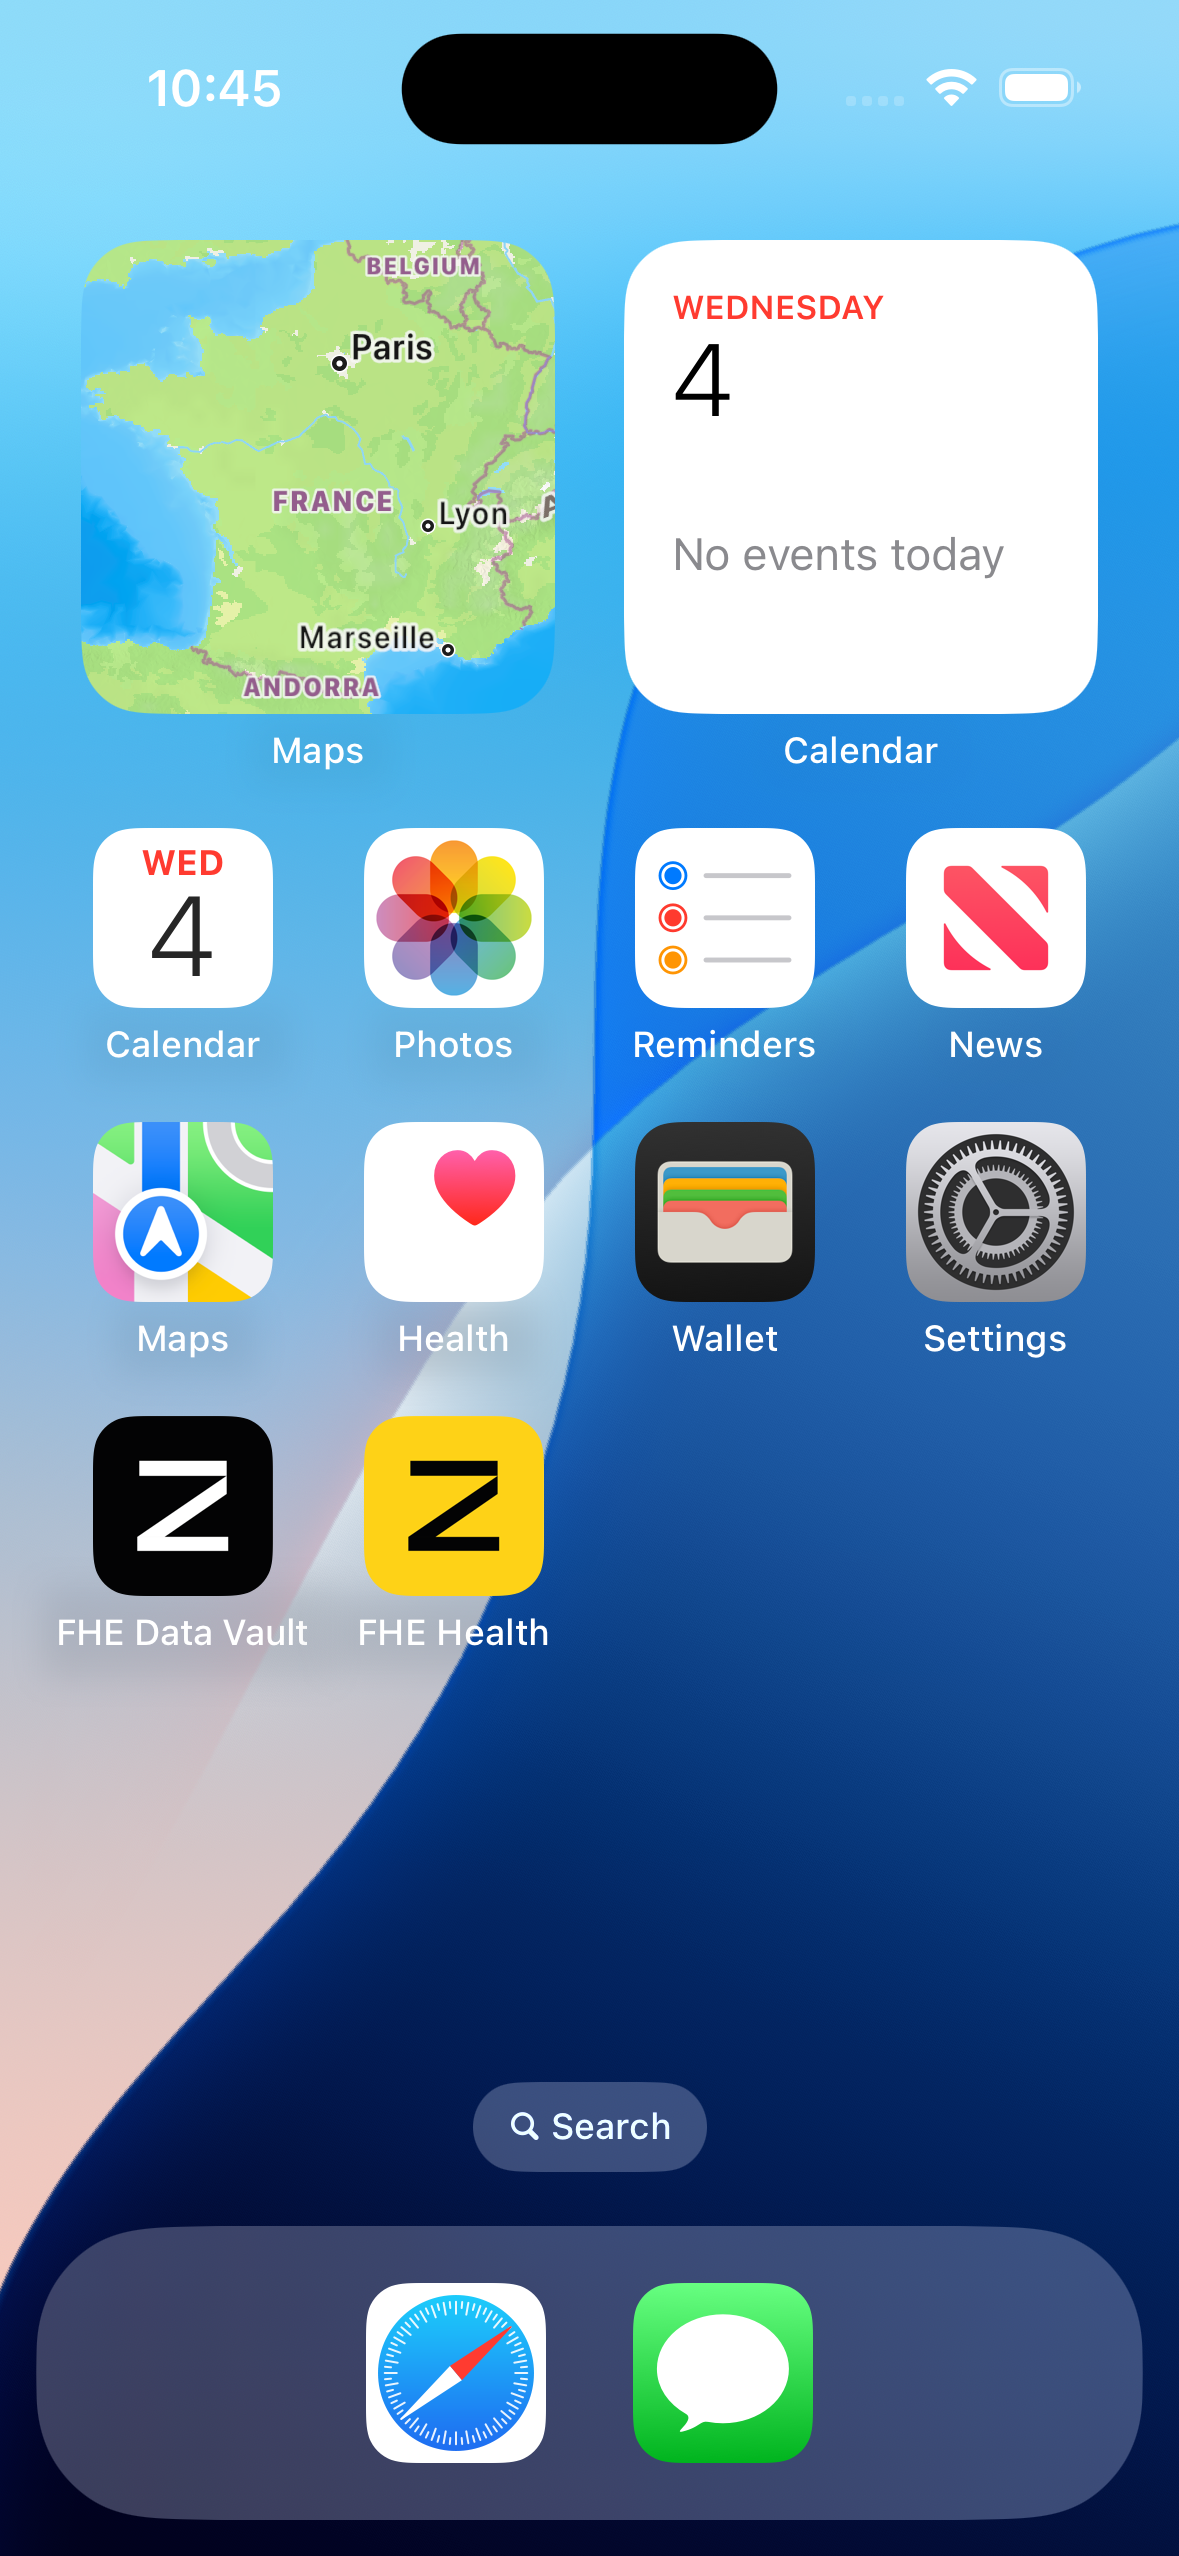 10:45
BELGIUM
Paris
FRANCE
Lyon
Marseille
ANDORRA
Maps
WEDNESDAY
4
No events today
Calendar
WED
4
Calendar
Photos
Reminders
News
Maps
Health
Wallet
Settings
FHE Data Vault
FHE Health
Search